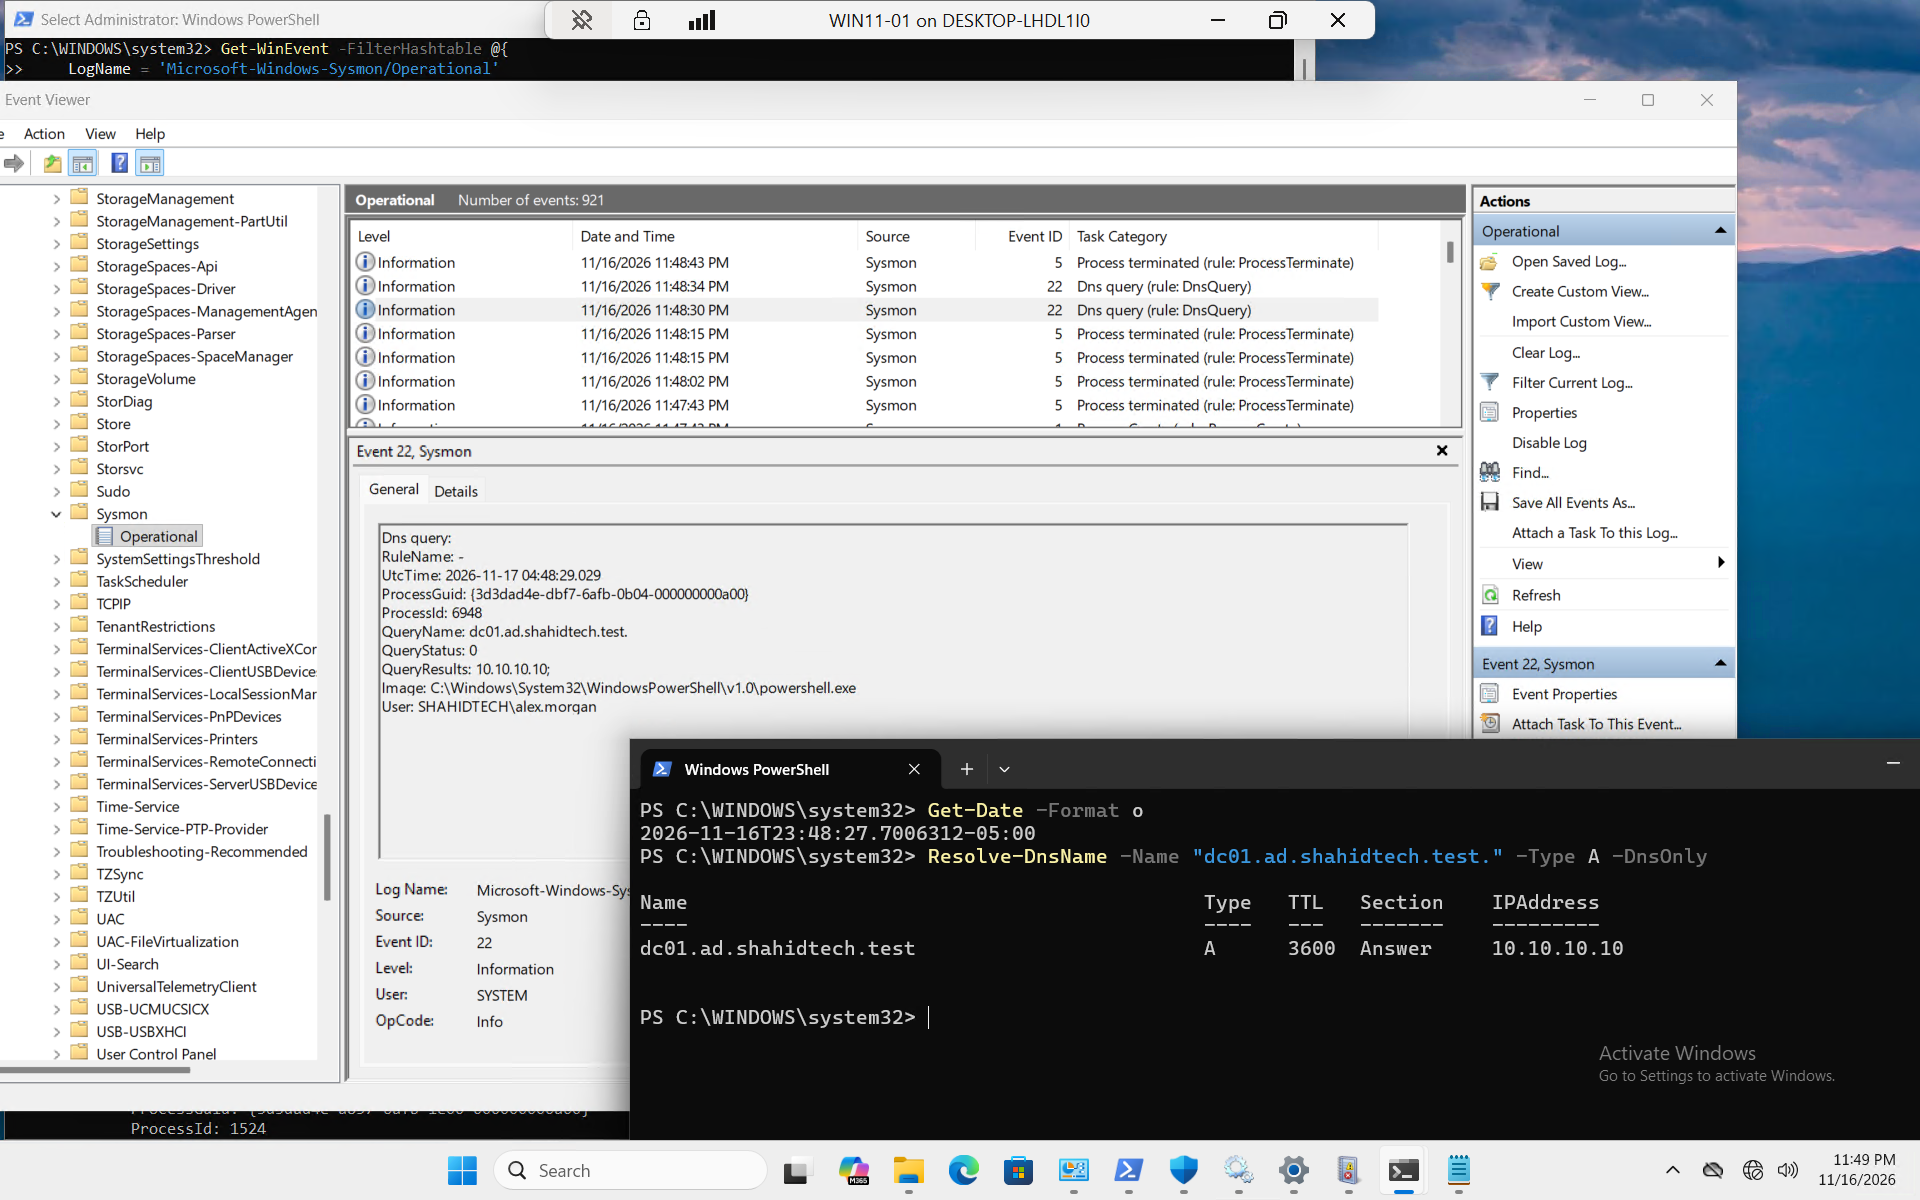 Select Administrator: Windows PowerShell
WIN11-01 on DESKTOP-LHDL1I0
PS C:\WINDOWS\system32> Get-WinEvent -FilterHashtable @{
>>     LogName = 'Microsoft-Windows-Sysmon/Operational'
Event Viewer
Action View Help
StorageManagement
StorageManagement-PartUtil
StorageSettings
StorageSpaces-Api
StorageSpaces-Driver
StorageSpaces-ManagementAgen
StorageSpaces-Parser
StorageSpaces-SpaceManager
StorageVolume
StorDiag
Store
StorPort
Storsvc
Sudo
Sysmon
Operational
SystemSettingsThreshold
TaskScheduler
TCPIP
TenantRestrictions
TerminalServices-ClientActiveXCor
TerminalServices-ClientUSBDevice
TerminalServices-LocalSessionMar
TerminalServices-PnPDevices
TerminalServices-Printers
TerminalServices-RemoteConnecti
TerminalServices-ServerUSBDevice
Time-Service
Time-Service-PTP-Provider
Troubleshooting-Recommended
TZSync
TZUtil
UAC
UAC-FileVirtualization
UI-Search
UniversalTelemetryClient
USB-UCMUCSICX
USB-USBXHCI
User Control Panel
Operational Number of events: 921
Level Date and Time Source Event ID Task Category
Information 11/16/2026 11:48:43 PM Sysmon 5 Process terminated (rule: ProcessTerminate)
Information 11/16/2026 11:48:34 PM Sysmon 22 Dns query (rule: DnsQuery)
Information 11/16/2026 11:48:30 PM Sysmon 22 Dns query (rule: DnsQuery)
Information 11/16/2026 11:48:15 PM Sysmon 5 Process terminated (rule: ProcessTerminate)
Information 11/16/2026 11:48:15 PM Sysmon 5 Process terminated (rule: ProcessTerminate)
Information 11/16/2026 11:48:02 PM Sysmon 5 Process terminated (rule: ProcessTerminate)
Information 11/16/2026 11:47:43 PM Sysmon 5 Process terminated (rule: ProcessTerminate)
Event 22, Sysmon
General Details
Dns query:
RuleName: -
UtcTime: 2026-11-17 04:48:29.029
ProcessGuid: {3d3dad4e-dbf7-6afb-0b04-000000000a00}
ProcessId: 6948
QueryName: dc01.ad.shahidtech.test.
QueryStatus: 0
QueryResults: 10.10.10.10;
Image: C:\Windows\System32\WindowsPowerShell\v1.0\powershell.exe
User: SHAHIDTECH\alex.morgan
Log Name: Microsoft-Windows-Sys
Source: Sysmon
Event ID: 22
Level: Information
User: SYSTEM
OpCode: Info
Actions
Operational
Open Saved Log...
Create Custom View...
Import Custom View...
Clear Log...
Filter Current Log...
Properties
Disable Log
Find...
Save All Events As...
Attach a Task To this Log...
View
Refresh
Help
Event 22, Sysmon
Event Properties
Attach Task To This Event...
Windows PowerShell
PS C:\WINDOWS\system32> Get-Date -Format o
2026-11-16T23:48:27.7006312-05:00
PS C:\WINDOWS\system32> Resolve-DnsName -Name "dc01.ad.shahidtech.test." -Type A -DnsOnly
Name Type TTL Section IPAddress
---- ---- --- ------- ---------
dc01.ad.shahidtech.test A 3600 Answer 10.10.10.10
PS C:\WINDOWS\system32>
Activate Windows
Go to Settings to activate Windows.
ProcessId: 1524
Search
M365
11:49 PM
11/16/2026